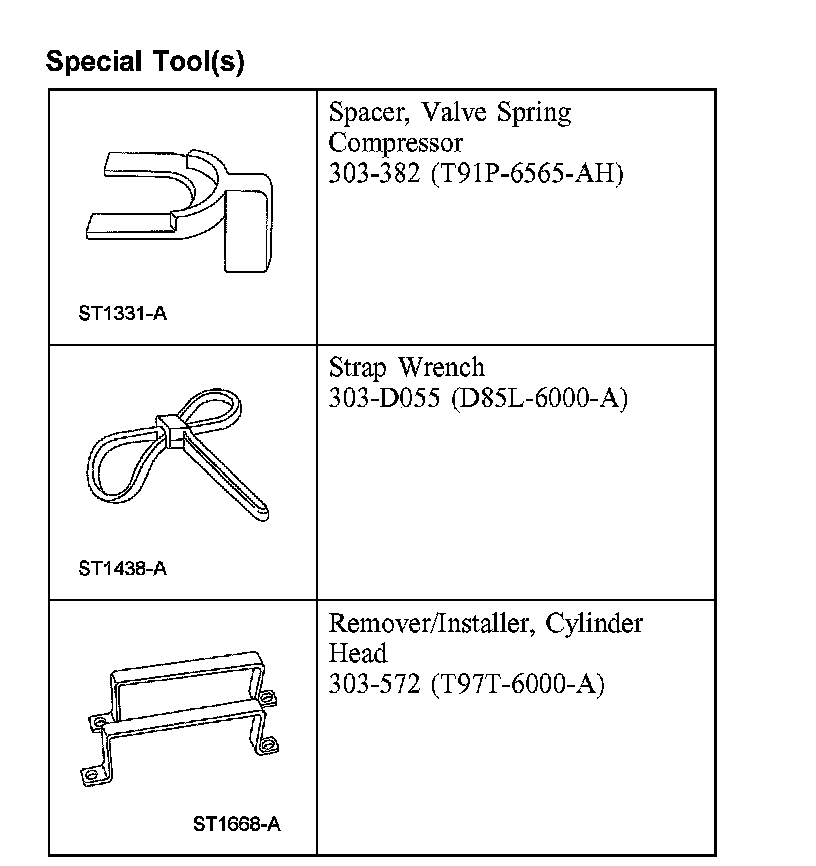 Special Tool(s)
Spacer, Valve Spring
Compressor
303-382 (T91P-6565-AH)
ST1331-A
Strap Wrench
303-D055 (D85L-6000-A)
ST1438-A
Remover/Installer, Cylinder
Head
303-572 (T97T-6000-A)
ST1668-A